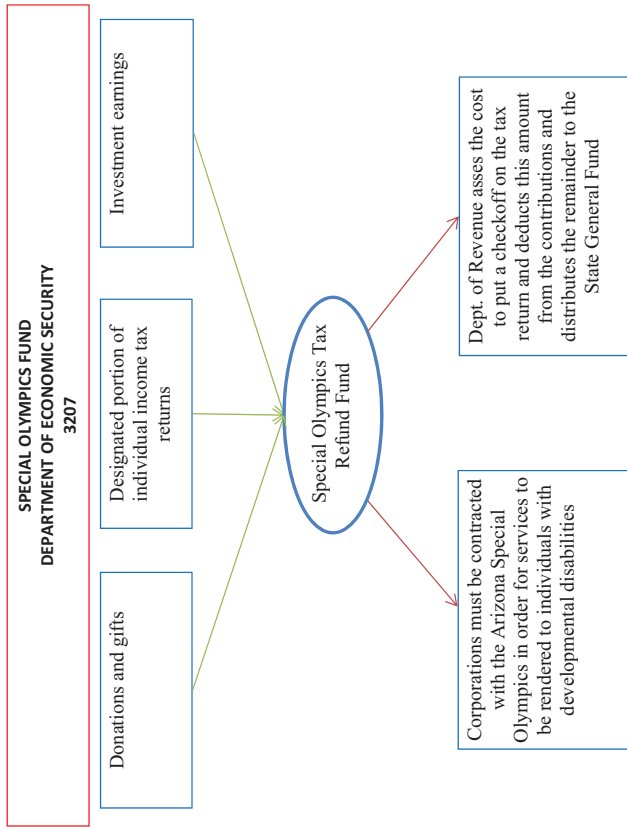 SPECIAL OLYMPICS FUND
DEPARTMENT OF ECONOMIC SECURITY
3207
Donations and gifts
Designated portion of
individual income tax
returns
Investment earnings
Special Olympics Tax
Refund Fund
Corporations must be contracted
with the Arizona Special
Olympics in order for services to
be rendered to individuals with
developmental disabilities
Dept. of Revenue asses the cost
to put a checkoff on the tax
return and deducts this amount
from the contributions and
distributes the remainder to the
State General Fund